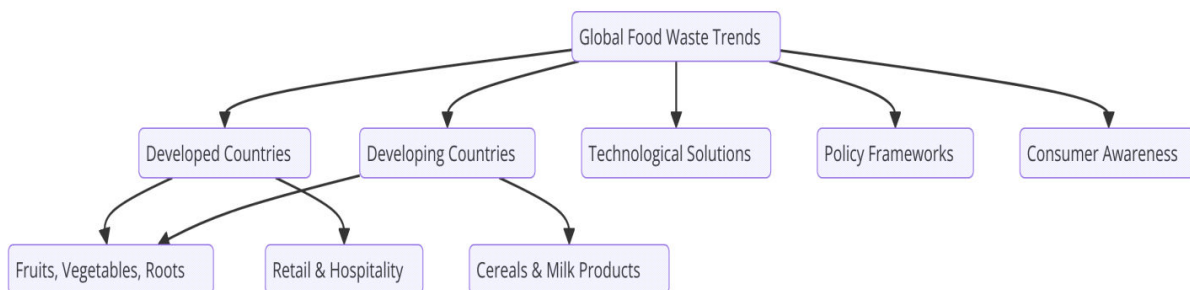 Global Food Waste Trends
Developed Countries
Developing Countries
Technological Solutions
Policy Frameworks
Consumer Awareness
Fruits, Vegetables, Roots
Retail & Hospitality
Cereals & Milk Products